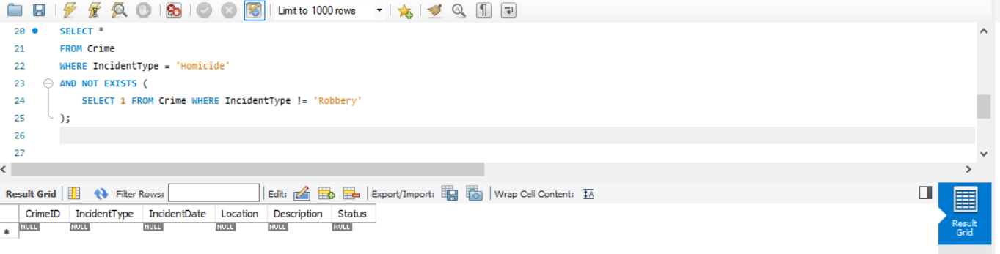 Limit to 1000 rows
20 SELECT *
21 FROM Crime
22 WHERE IncidentType = 'Homicide'
23 AND NOT EXISTS (
24 SELECT 1 FROM Crime WHERE IncidentType != 'Robbery'
25 );
26
27
Result Grid Filter Rows: Edit: Export/Import: Wrap Cell Content: IA
CrimeID IncidentType IncidentDate Location Description Status
* NULL NULL NULL NULL NULL NULL
Result
Grid